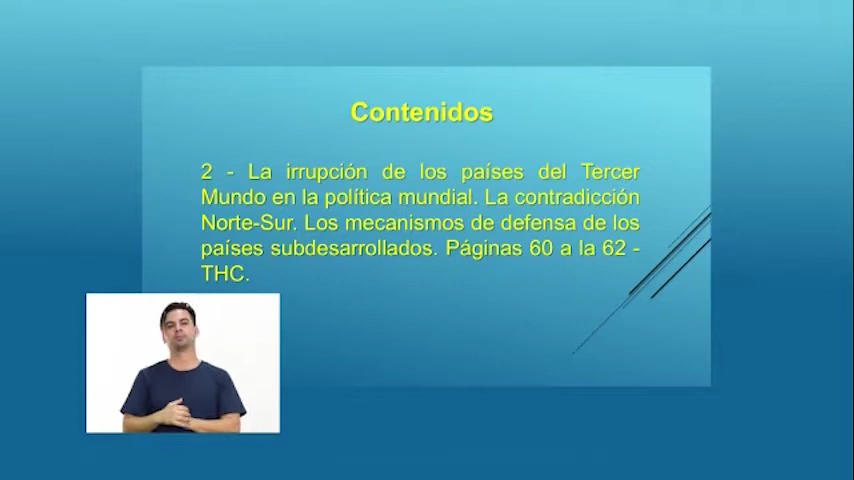 Contenidos
2 - La irrupción de los países del Tercer
Mundo en la política mundial. La contradicción
Norte-Sur. Los mecanismos de defensa de los
países subdesarrollados. Páginas 60 a la 62 -
THC.